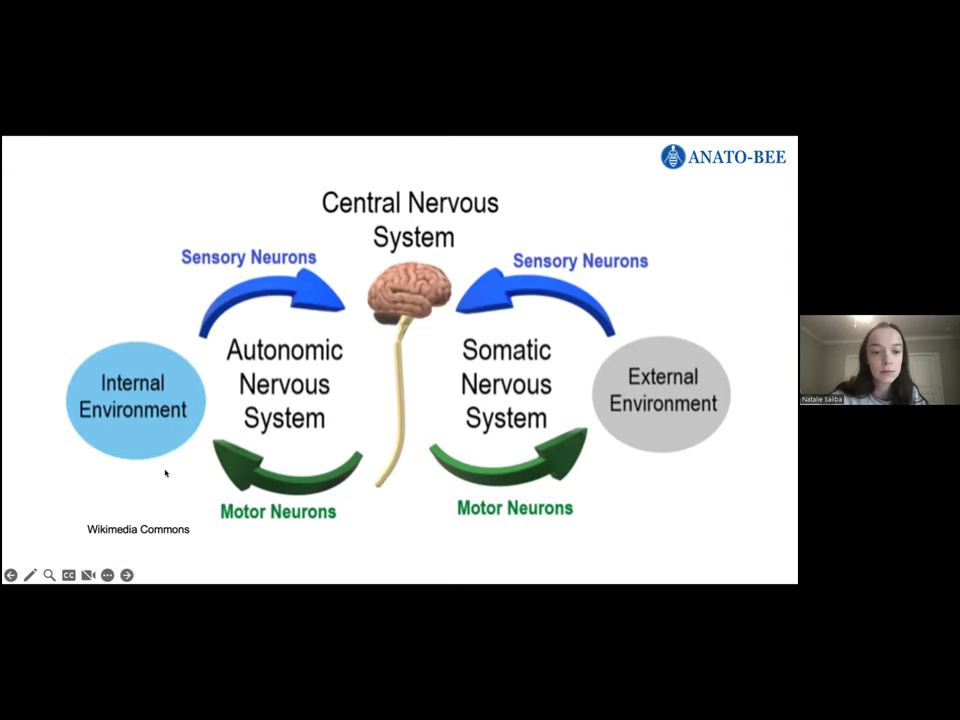 ANATO-BEE
Central Nervous
System
Sensory Neurons
Sensory Neurons
Autonomic
Nervous
System
Somatic
Nervous
System
Internal
Environment
External
Environment
Motor Neurons
Motor Neurons
Wikimedia Commons
CC
Natalie Saliba